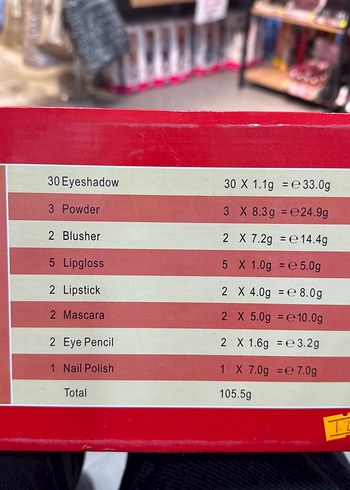 30 Eyeshadow 30 X 1.1g = ℮33.0g
3 Powder 3 X 8.3g =℮24.9g
2 Blusher 2 X 7.2g =℮14.4g
5 Lipgloss 5 X 1.0g =℮5.0g
2 Lipstick 2 X 4.0g =℮8.0g
2 Mascara 2 X 5.0g =℮10.0g
2 Eye Pencil 2 X 1.6g =℮3.2g
1 Nail Polish 1 X 7.0g =℮7.0g
Total 105.5g